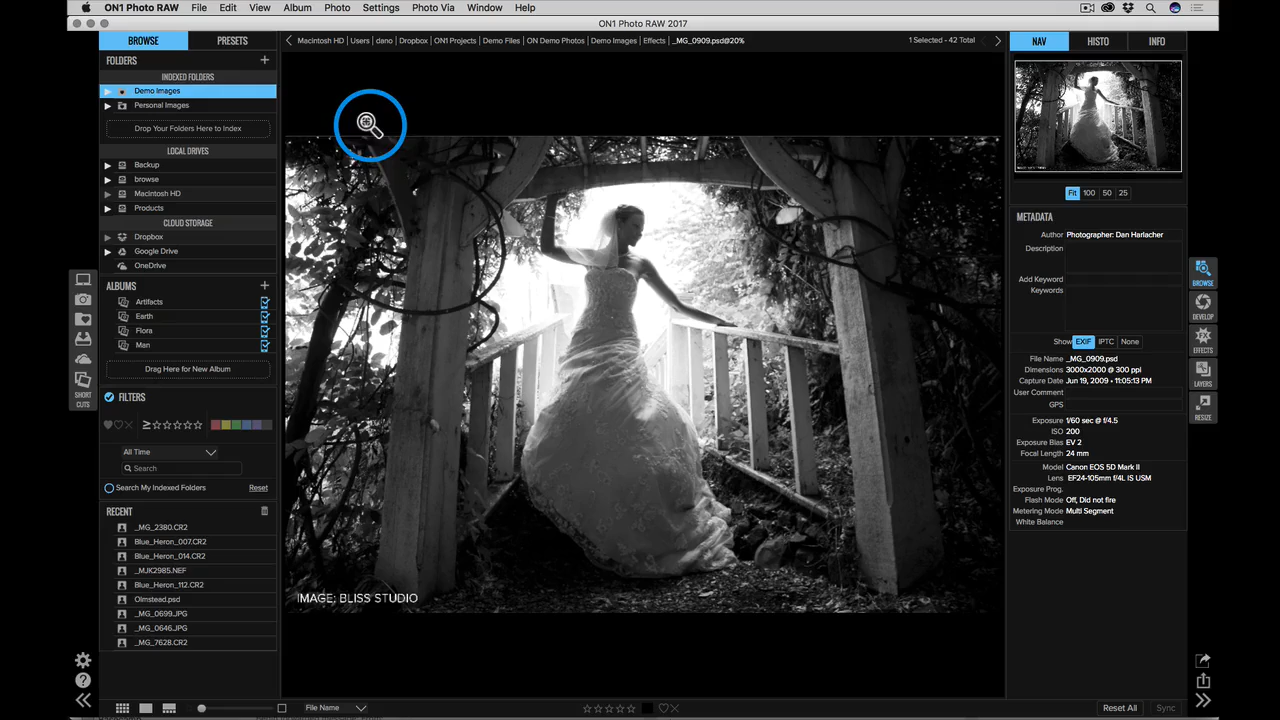 ON1 Photo RAW File Edit View Album Photo Settings Photo Via Window Help
ON1 Photo RAW 2017
BROWSE PRESETS
Macintosh HD Users dano Dropbox ON1 Projects Demo Files ON Demo Photos Demo Images Effects _MG_0909.psd@20%
1 Selected - 42 Total
NAV HISTO INFO
FOLDERS
INDEXED FOLDERS
Demo Images
Personal Images
Drop Your Folders Here to Index
LOCAL DRIVES
Backup
browse
Macintosh HD
Products
CLOUD STORAGE
Dropbox
Google Drive
OneDrive
ALBUMS
Artifacts
Earth
Flora
Man
Drag Here for New Album
FILTERS
All Time
Search
Search My Indexed Folders Reset
RECENT
_MG_2380.CR2
Blue_Heron_007.CR2
Blue_Heron_014.CR2
_MJK2985.NEF
Blue_Heron_112.CR2
Olmstead.psd
_MG_0699.JPG
_MG_0646.JPG
_MG_7628.CR2
SHORT
CUTS
IMAGE: BLISS STUDIO
File Name
Fit 100 50 25
METADATA
Author Photographer: Dan Harlacher
Description
Add Keyword
Keywords
Show EXIF IPTC None
File Name _MG_0909.psd
Dimensions 3000x2000 @ 300 ppi
Capture Date Jun 19, 2009 • 11:05:13 PM
User Comment
GPS
Exposure 1/60 sec @ f/4.5
ISO 200
Exposure Bias EV 2
Focal Length 24 mm
Model Canon EOS 5D Mark II
Lens EF24-105mm f/4L IS USM
Exposure Prog.
Flash Mode Off, Did not fire
Metering Mode Multi Segment
White Balance
BROWSE
DEVELOP
FX
EFFECTS
LAYERS
RESIZE
Reset All Sync